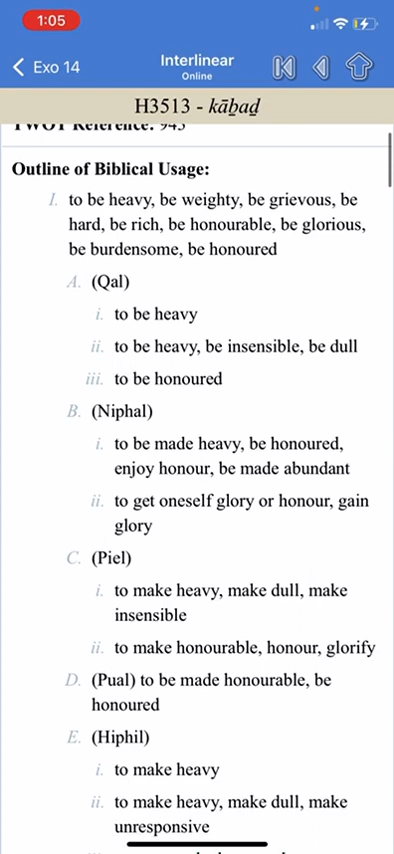 1:05
Exo 14
Interlinear
Online
H3513 - kāḇaḏ
TWOT Reference: 943
Outline of Biblical Usage:
I. to be heavy, be weighty, be grievous, be
hard, be rich, be honourable, be glorious,
be burdensome, be honoured
A. (Qal)
i. to be heavy
ii. to be heavy, be insensible, be dull
iii. to be honoured
B. (Niphal)
i. to be made heavy, be honoured,
enjoy honour, be made abundant
ii. to get oneself glory or honour, gain
glory
C. (Piel)
i. to make heavy, make dull, make
insensible
ii. to make honourable, honour, glorify
D. (Pual) to be made honourable, be
honoured
E. (Hiphil)
i. to make heavy
ii. to make heavy, make dull, make
unresponsive